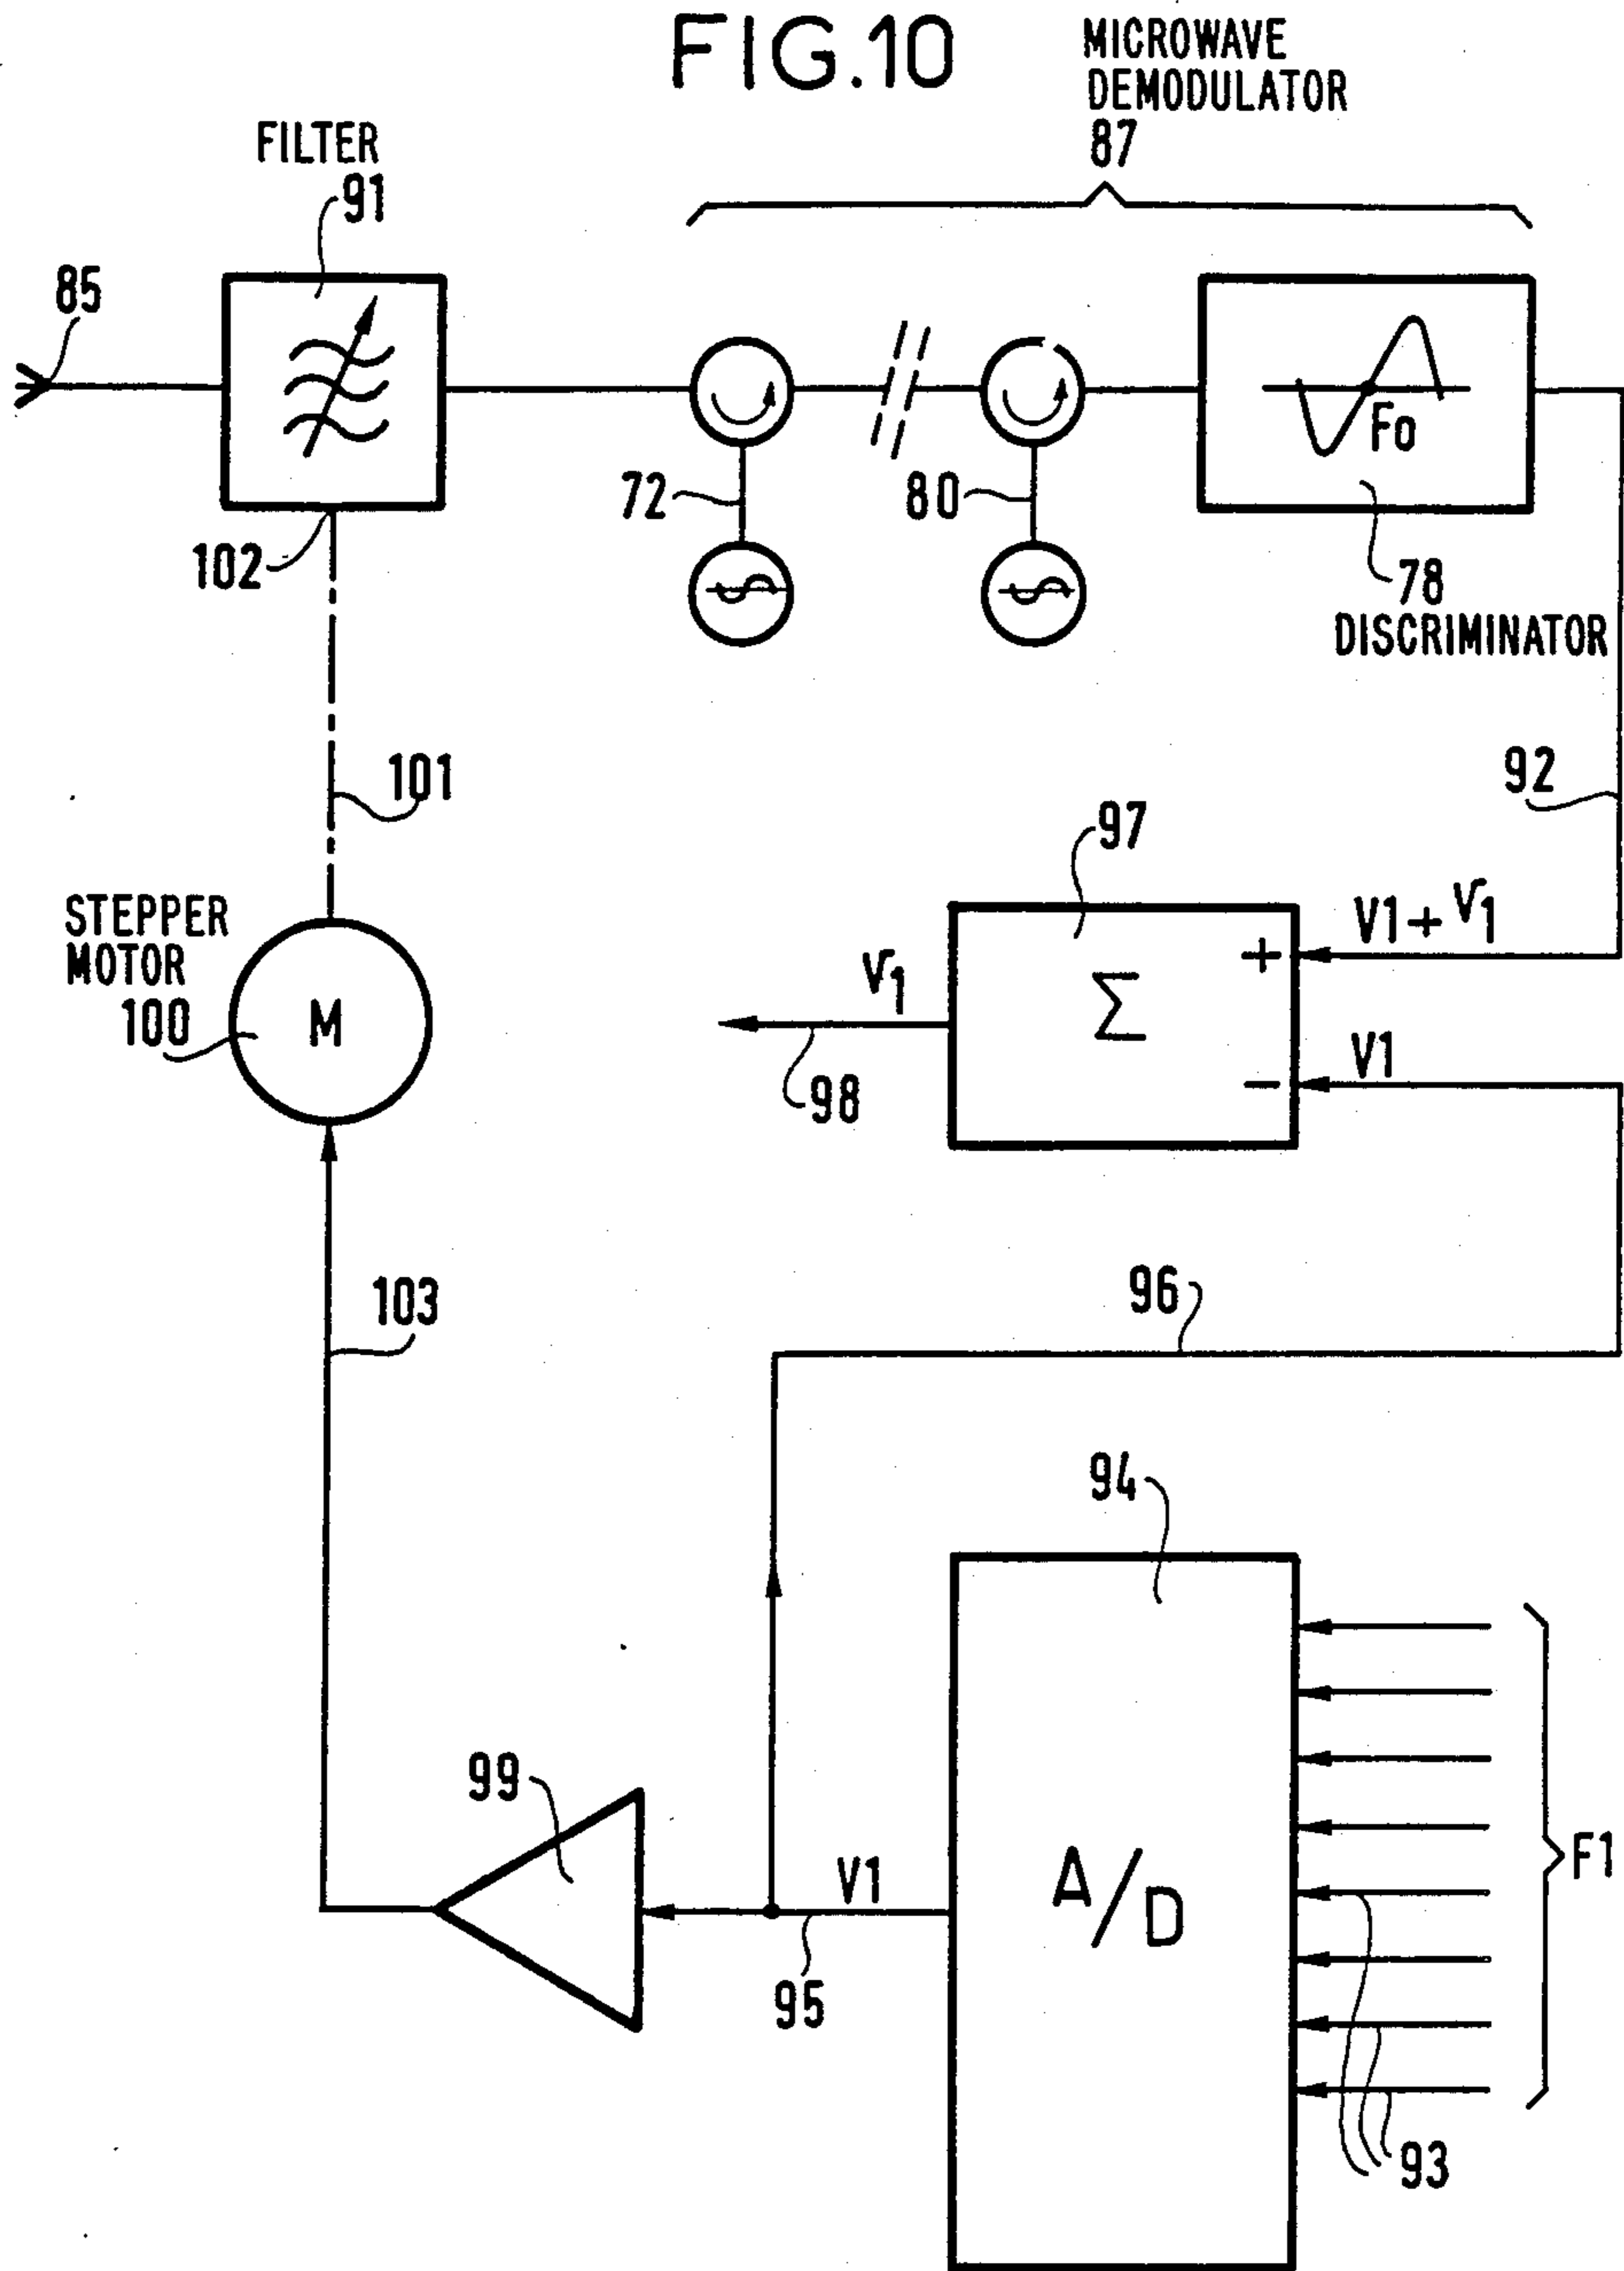 FIG.10
MICROWAVE
DEMODULATOR
87
FILTER
91
85
Fo
72
80
102
78
DISCRIMINATOR
101
92
97
STEPPER
MOTOR
100
M
V1 + v1
+
Σ
v1
V1
−
98
103
96
94
99
V1
A/D
F1
95
93